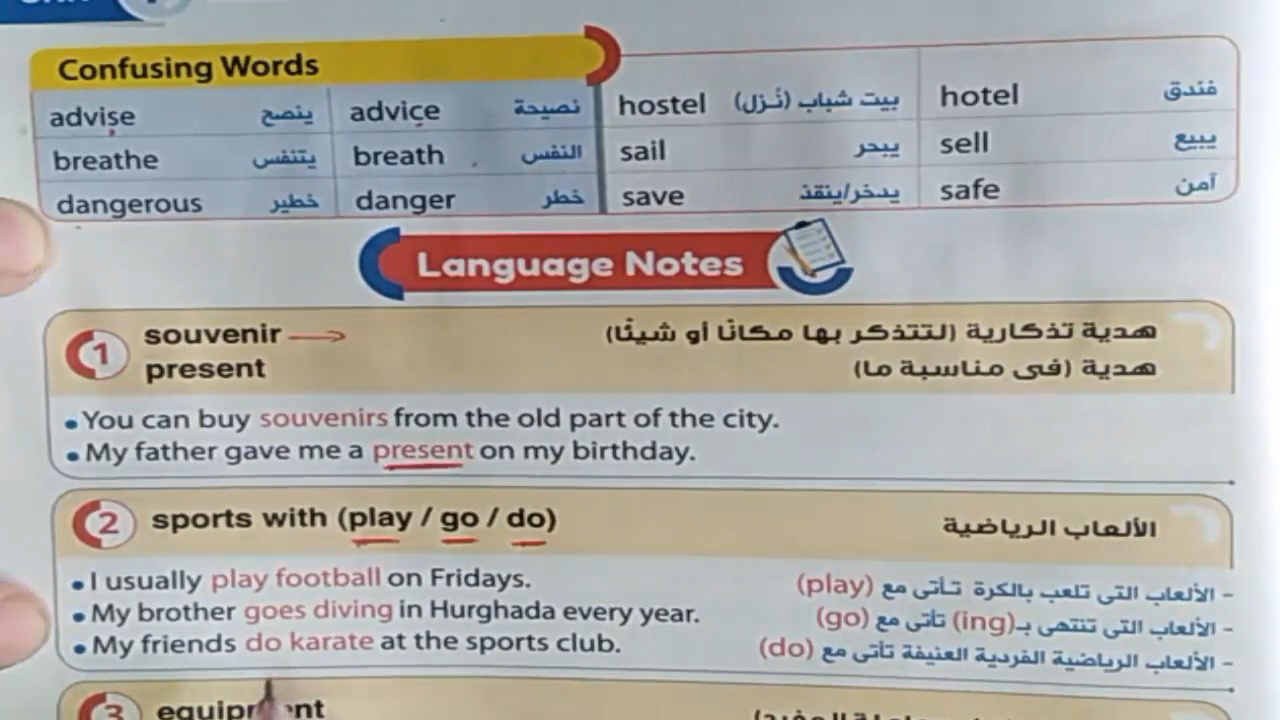 Confusing Words
advise ينصح advice نصيحة hostel بيت شباب (نُزل) hotel فندق
breathe يتنفس breath النفس sail يبحر sell يبيع
dangerous خطير danger خطر save يدخر/ينقذ safe آمن
Language Notes
1 souvenir هدية تذكارية (لتتذكر بها مكانًا أو شيئًا)
present هدية (فى مناسبة ما)
• You can buy souvenirs from the old part of the city.
• My father gave me a present on my birthday.
2 sports with (play / go / do) الألعاب الرياضية
• I usually play football on Fridays.
• My brother goes diving in Hurghada every year.
• My friends do karate at the sports club.
- الألعاب التى تلعب بالكرة تأتى مع (play)
- الألعاب التى تنتهى بـ(ing) تأتى مع (go)
- الألعاب الرياضية الفردية العنيفة تأتى مع (do)
3